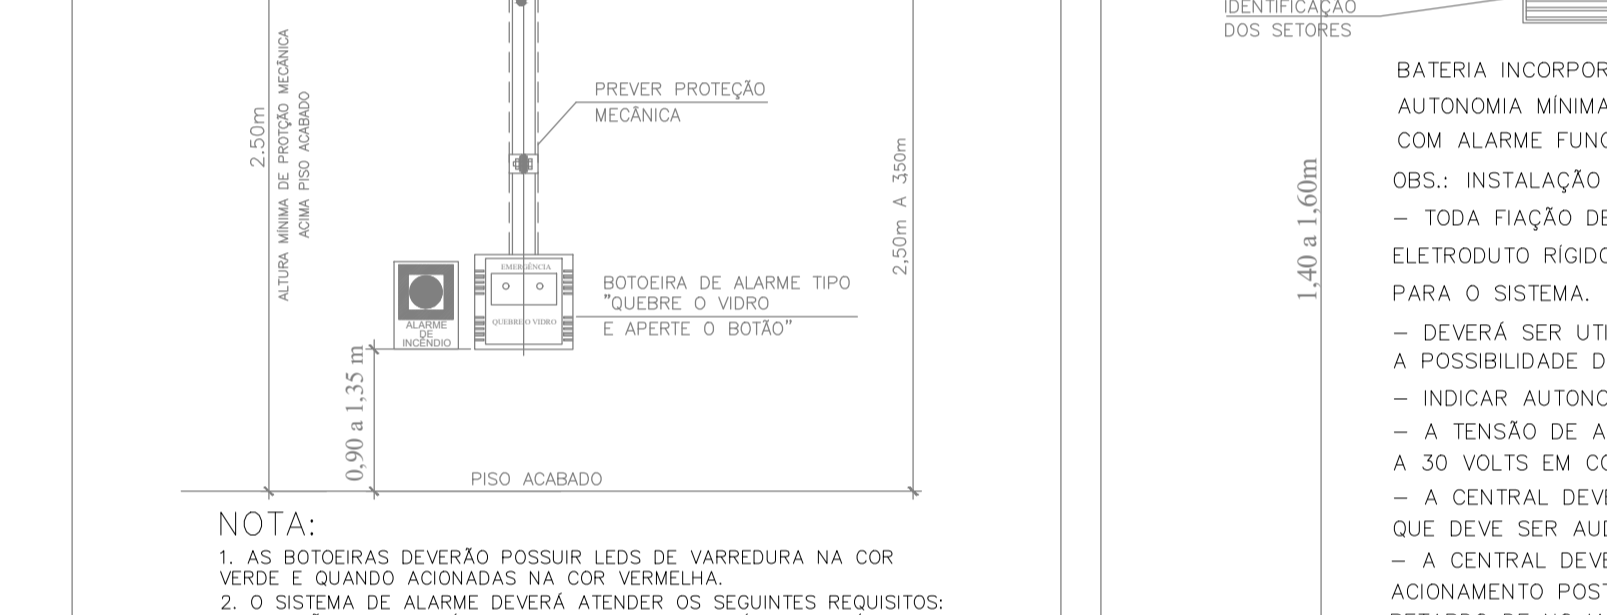 2.50m
ALTURA MÍNIMA DE PROTÇÃO MECÂNICA
ACIMA PISO ACABADO
PREVER PROTEÇÃO
MECÂNICA
2,50m A 3,50m
EMERGÊNCIA
QUEBRE O VIDRO
ALARME
DE
INCÊNDIO
BOTOEIRA DE ALARME TIPO
"QUEBRE O VIDRO
E APERTE O BOTÃO"
0,90 a 1,35 m
PISO ACABADO
NOTA:
1. AS BOTOEIRAS DEVERÃO POSSUIR LEDS DE VARREDURA NA COR
VERDE E QUANDO ACIONADAS NA COR VERMELHA.
2. O SISTEMA DE ALARME DEVERÁ ATENDER OS SEGUINTES REQUISITOS:
IDENTIFICAÇÃO
DOS SETORES
1,40 a 1,60m
BATERIA INCORPOR
AUTONOMIA MÍNIMA
COM ALARME FUNC
OBS.: INSTALAÇÃO
– TODA FIAÇÃO DE
ELETRODUTO RÍGIDO
PARA O SISTEMA.
– DEVERÁ SER UTI
A POSSIBILIDADE D
– INDICAR AUTONO
– A TENSÃO DE A
A 30 VOLTS EM CO
– A CENTRAL DEVE
QUE DEVE SER AUD
– A CENTRAL DEVE
ACIONAMENTO POST